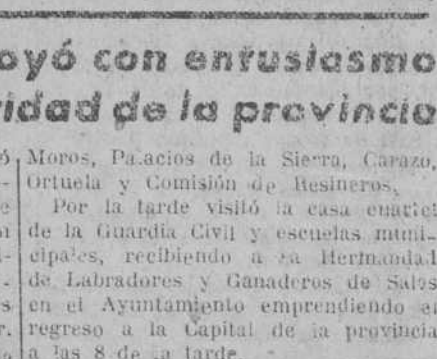 oyó con entusiasmo
ridad de la provincia
Moros, Palacios de la Sierra, Carazo,
Ortuela y Comisión de Resineros.
Por la tarde visitó la casa cuartel
de la Guardia Civil y escuelas muni-
cipales, recibiendo a la Hermandad
de Labradores y Ganaderos de Salas
en el Ayuntamiento emprendiendo el
regreso a la Capital de la provincia
a las 8 de la tarde